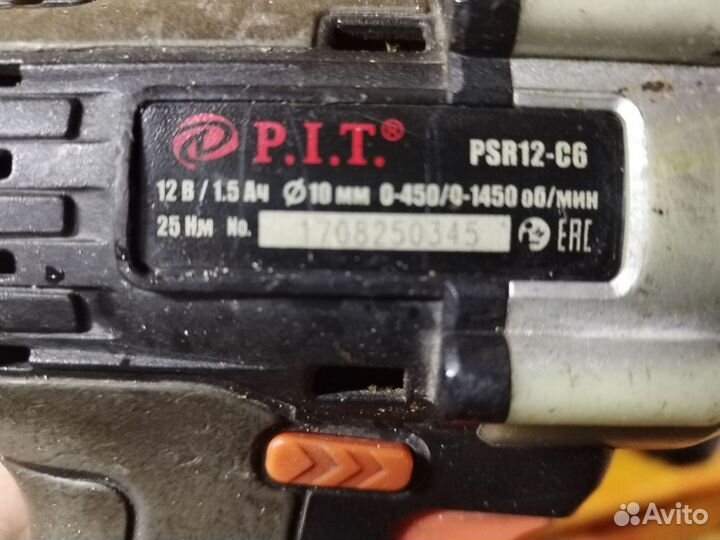 P.I.T.® PSR12-C6
12 В / 1.5 Ач Ø10 мм 0-450/0-1450 об/мин
25 Нм No. 1708250345 EAC
Avito